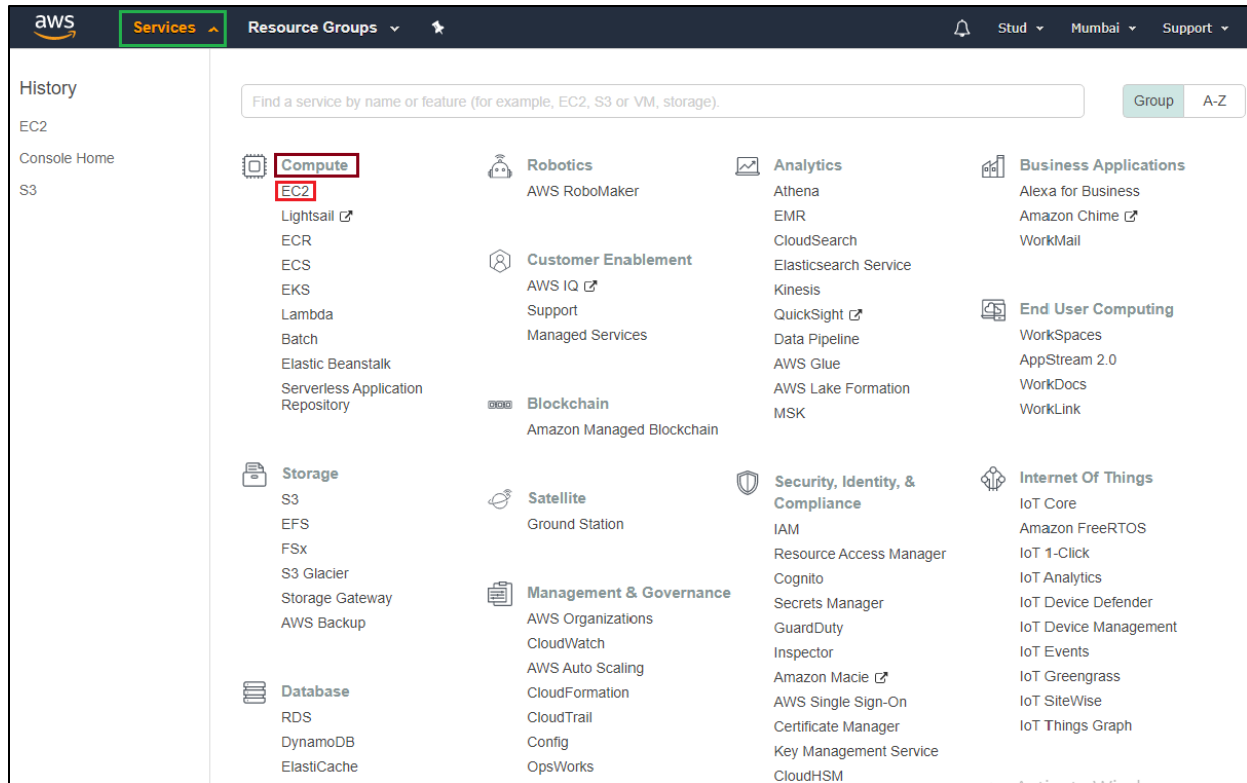 aws
Services
Resource Groups
Stud
Mumbai
Support
History
EC2
Console Home
S3
Find a service by name or feature (for example, EC2, S3 or VM, storage).
Group
A-Z
Compute
EC2
Lightsail
ECR
ECS
EKS
Lambda
Batch
Elastic Beanstalk
Serverless Application
Repository
Storage
S3
EFS
FSx
S3 Glacier
Storage Gateway
AWS Backup
Database
RDS
DynamoDB
ElastiCache
Robotics
AWS RoboMaker
Customer Enablement
AWS IQ
Support
Managed Services
Blockchain
Amazon Managed Blockchain
Satellite
Ground Station
Management & Governance
AWS Organizations
CloudWatch
AWS Auto Scaling
CloudFormation
CloudTrail
Config
OpsWorks
Analytics
Athena
EMR
CloudSearch
Elasticsearch Service
Kinesis
QuickSight
Data Pipeline
AWS Glue
AWS Lake Formation
MSK
Security, Identity, &
Compliance
IAM
Resource Access Manager
Cognito
Secrets Manager
GuardDuty
Inspector
Amazon Macie
AWS Single Sign-On
Certificate Manager
Key Management Service
CloudHSM
Business Applications
Alexa for Business
Amazon Chime
WorkMail
End User Computing
WorkSpaces
AppStream 2.0
WorkDocs
WorkLink
Internet Of Things
IoT Core
Amazon FreeRTOS
IoT 1-Click
IoT Analytics
IoT Device Defender
IoT Device Management
IoT Events
IoT Greengrass
IoT SiteWise
IoT Things Graph